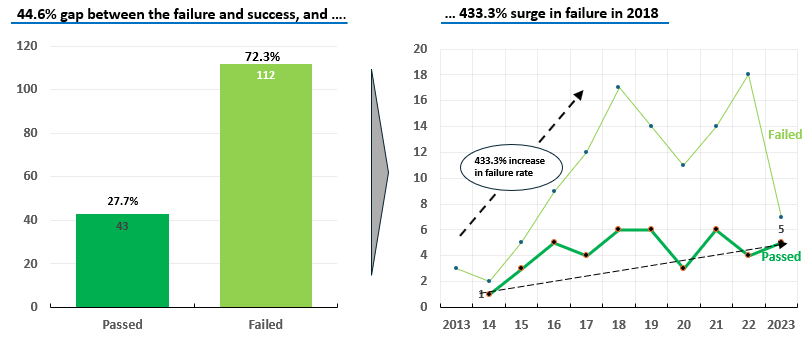 44.6% gap between the failure and success, and ....
... 433.3% surge in failure in 2018
120
100
80
60
40
20
0
72.3%
112
27.7%
43
Passed
Failed
20
18
16
14
12
10
8
6
4
2
0
433.3% increase
in failure rate
Failed
5
Passed
1
2013 14 15 16 17 18 19 20 21 22 2023